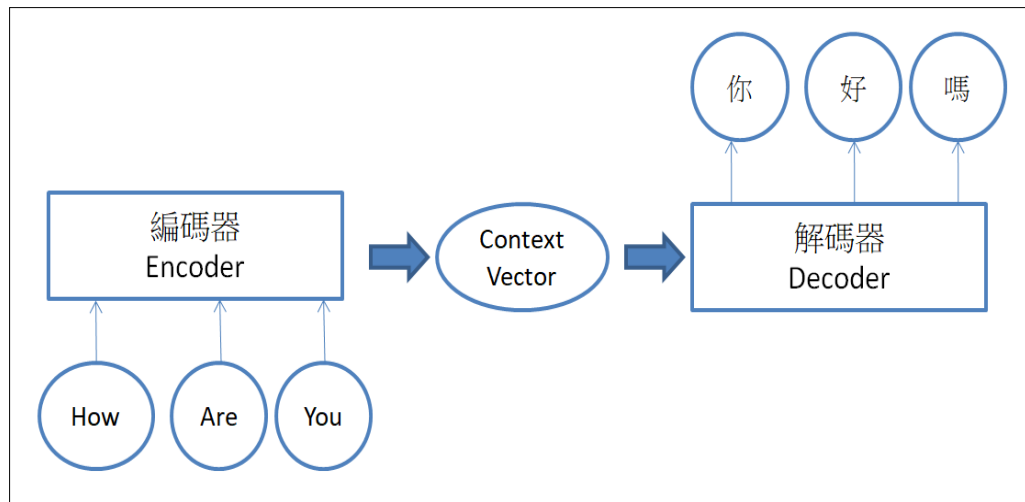 你 好 嗎
編碼器
Encoder
Context
Vector
解碼器
Decoder
How Are You